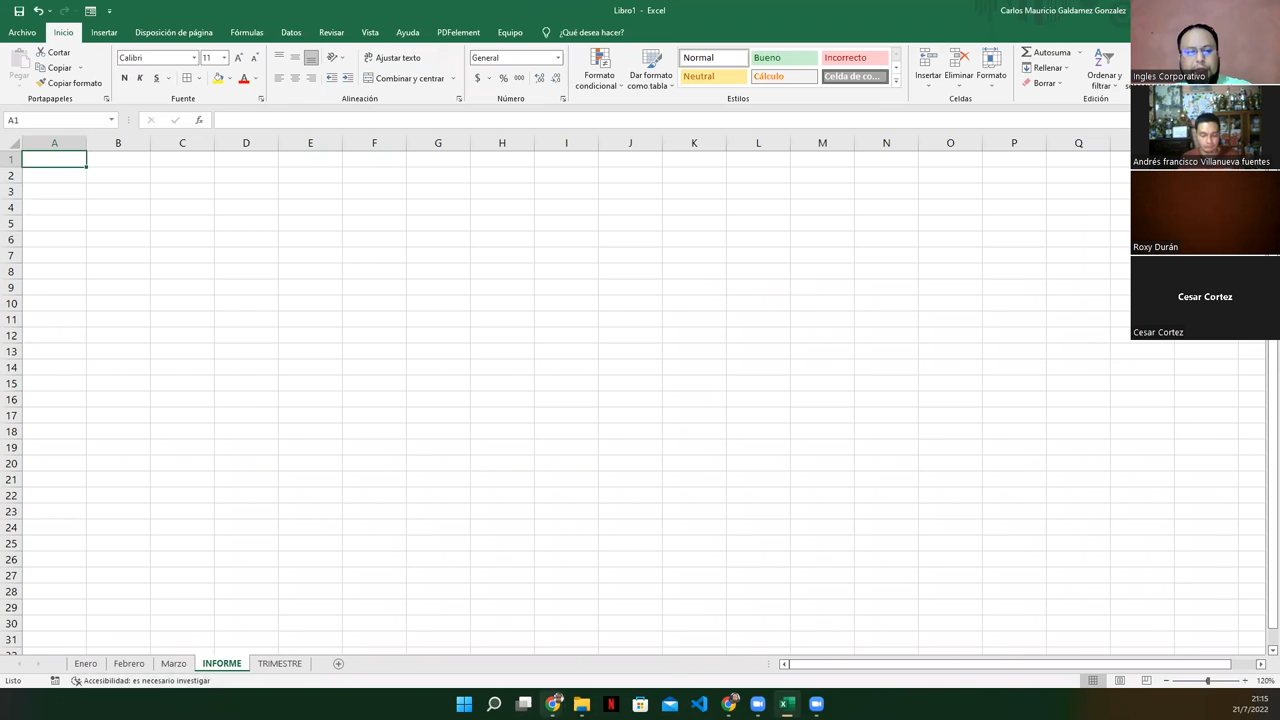 Libro1 - Excel
Carlos Mauricio Galdamez Gonzalez
Archivo Inicio Insertar Disposición de página Fórmulas Datos Revisar Vista Ayuda PDFelement Equipo ¿Qué desea hacer?
Pegar
Cortar
Copiar
Copiar formato
Portapapeles
Calibri 11
N K S
Fuente
Ajustar texto
Combinar y centrar
Alineación
General
$ % 000
Número
Formato condicional
Dar formato como tabla
Normal Bueno Incorrecto
Neutral Cálculo Celda de co...
Estilos
Insertar Eliminar Formato
Celdas
Autosuma
Rellenar
Borrar
Ordenar y filtrar
Edición
A1
fx
A B C D E F G H I J K L M N O P Q
1
2
3
4
5
6
7
8
9
10
11
12
13
14
15
16
17
18
19
20
21
22
23
24
25
26
27
28
29
30
31
Ingles Corporativo
Andrés francisco Villanueva fuentes
Roxy Durán
Cesar Cortez
Cesar Cortez
Enero Febrero Marzo INFORME TRIMESTRE
Listo
Accesibilidad: es necesario investigar
120%
21:15
21/7/2022